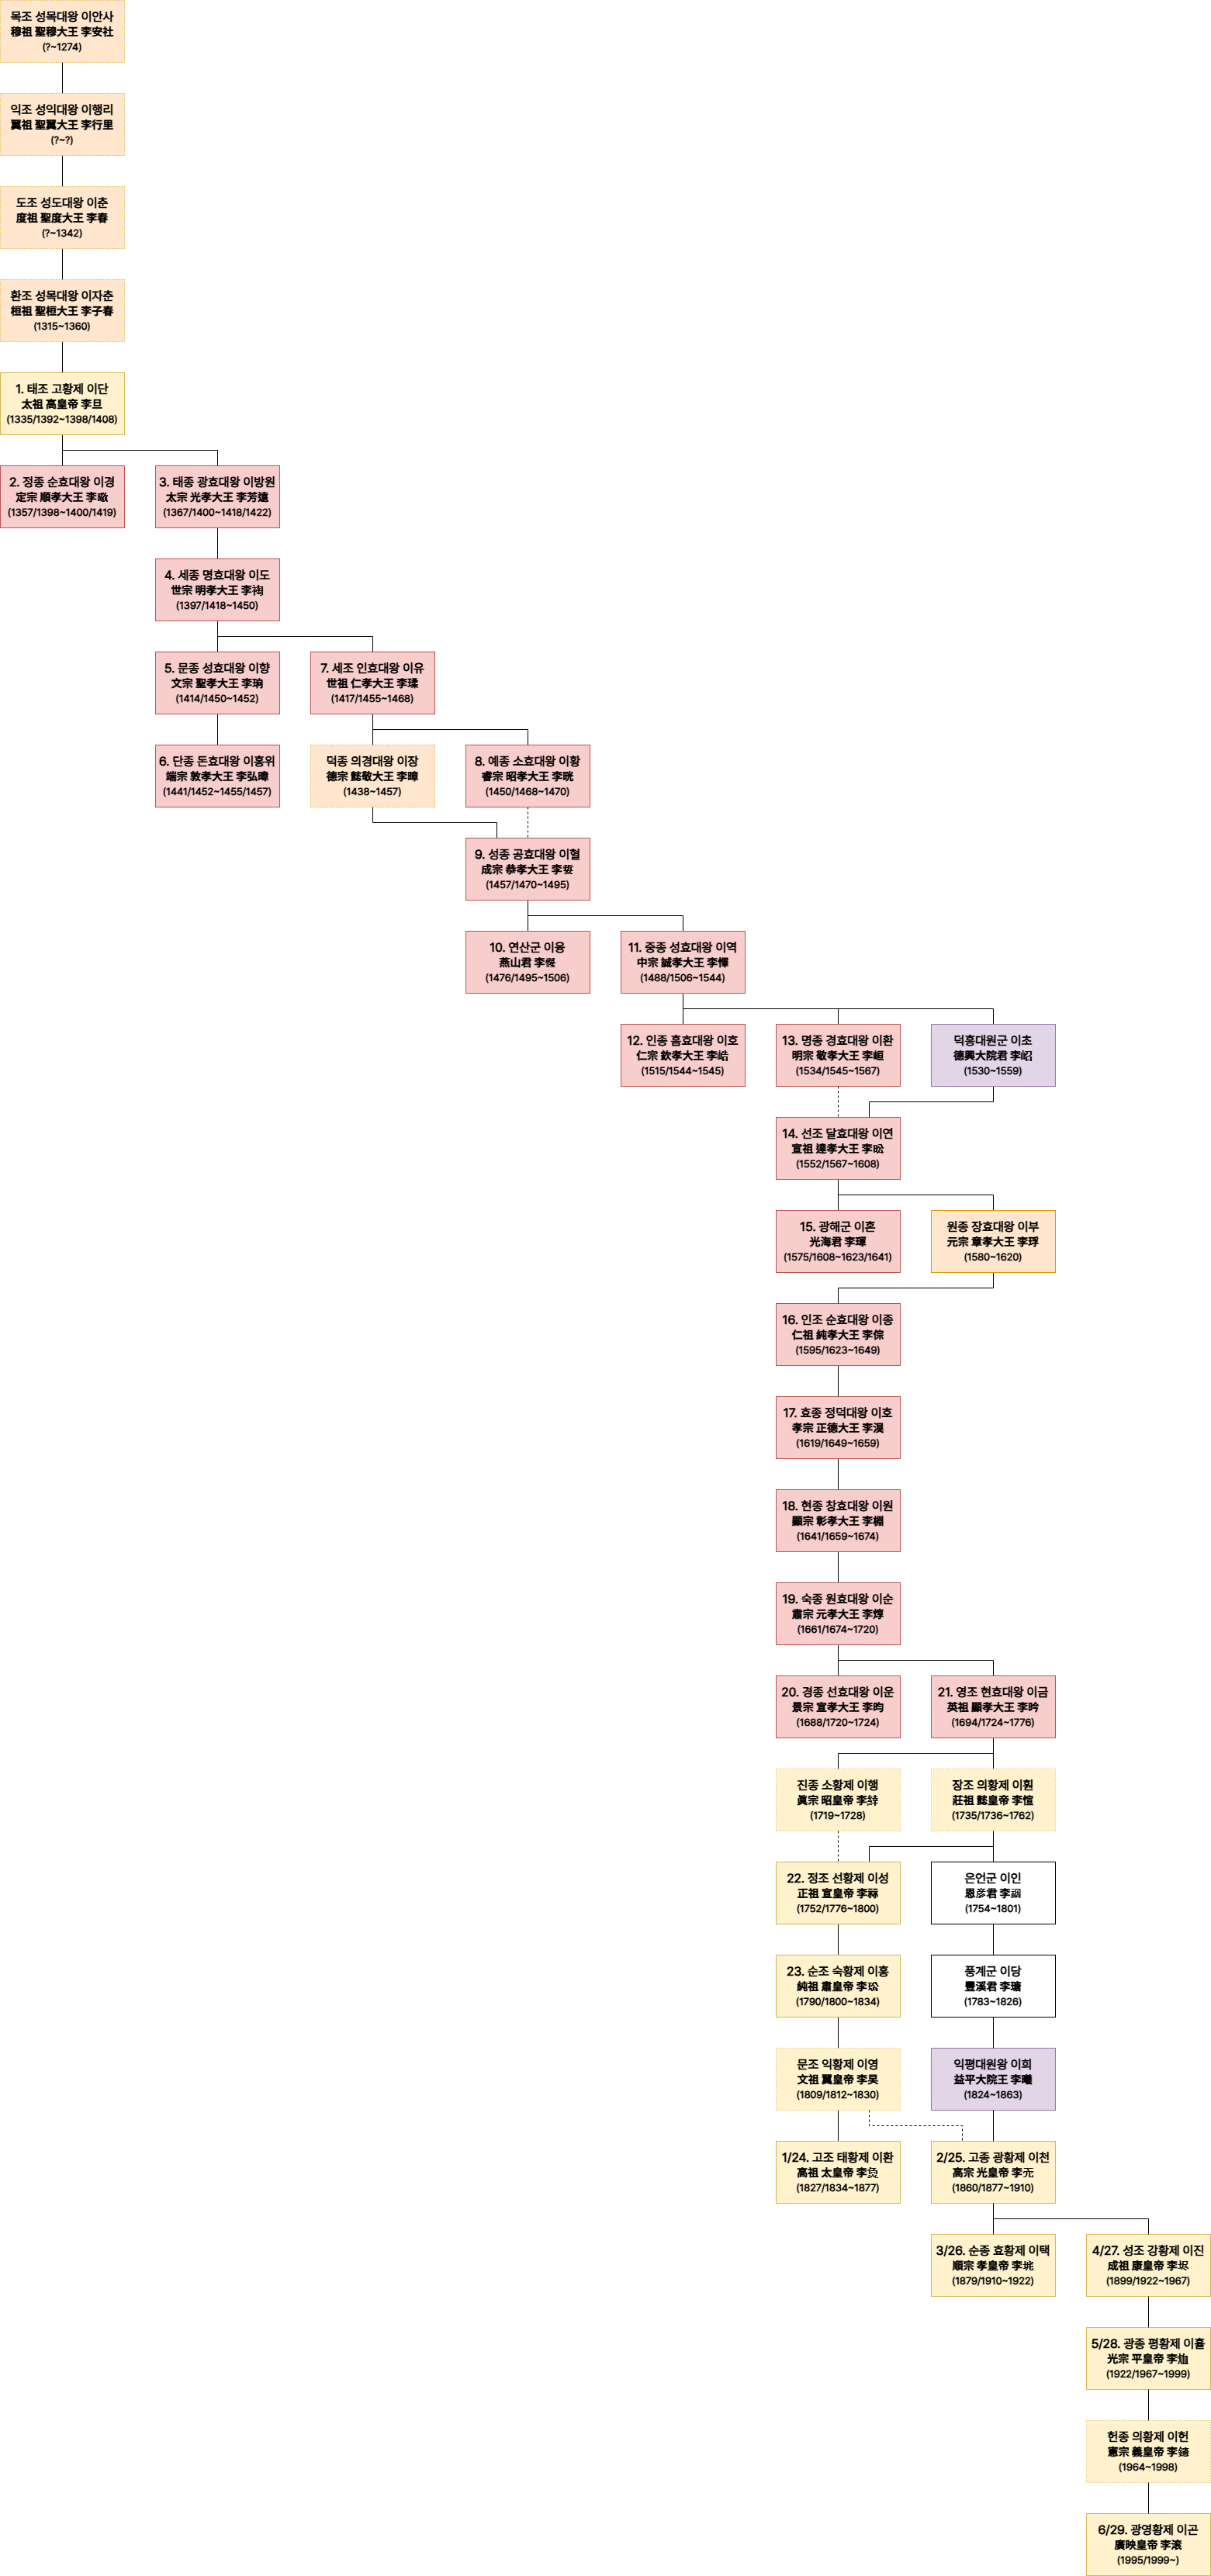 목조 성목대왕 이안사
穆祖 聖穆大王 李安社
(?~1274)
익조 성익대왕 이행리
翼祖 聖翼大王 李行里
(?~?)
도조 성도대왕 이춘
度祖 聖度大王 李春
(?~1342)
환조 성목대왕 이자춘
桓祖 聖桓大王 李子春
(1315~1360)
1. 태조 고황제 이단
太祖 高皇帝 李旦
(1335/1392~1398/1408)
2. 정종 순효대왕 이경
定宗 順孝大王 李曔
(1357/1398~1400/1419)
3. 태종 광효대왕 이방원
太宗 光孝大王 李芳遠
(1367/1400~1418/1422)
4. 세종 명효대왕 이도
世宗 明孝大王 李祹
(1397/1418~1450)
5. 문종 성효대왕 이향
文宗 聖孝大王 李珦
(1414/1450~1452)
7. 세조 인효대왕 이유
世祖 仁孝大王 李瑈
(1417/1455~1468)
6. 단종 돈효대왕 이홍위
端宗 敦孝大王 李弘暐
(1441/1452~1455/1457)
덕종 의경대왕 이장
德宗 懿敬大王 李暲
(1438~1457)
8. 예종 소효대왕 이황
睿宗 昭孝大王 李晄
(1450/1468~1470)
9. 성종 공효대왕 이혈
成宗 恭孝大王 李娎
(1457/1470~1495)
10. 연산군 이융
燕山君 李㦕
(1476/1495~1506)
11. 중종 성효대왕 이역
中宗 誠孝大王 李懌
(1488/1506~1544)
12. 인종 흠효대왕 이호
仁宗 欽孝大王 李峼
(1515/1544~1545)
13. 명종 경효대왕 이환
明宗 敬孝大王 李峘
(1534/1545~1567)
덕흥대원군 이초
德興大院君 李岹
(1530~1559)
14. 선조 달효대왕 이연
宣祖 達孝大王 李昖
(1552/1567~1608)
15. 광해군 이혼
光海君 李琿
(1575/1608~1623/1641)
원종 장효대왕 이부
元宗 章孝大王 李琈
(1580~1620)
16. 인조 순효대왕 이종
仁祖 純孝大王 李倧
(1595/1623~1649)
17. 효종 정덕대왕 이호
孝宗 正德大王 李淏
(1619/1649~1659)
18. 현종 창효대왕 이원
顯宗 彰孝大王 李棩
(1641/1659~1674)
19. 숙종 원효대왕 이순
肅宗 元孝大王 李焞
(1661/1674~1720)
20. 경종 선효대왕 이운
景宗 宣孝大王 李昀
(1688/1720~1724)
21. 영조 현효대왕 이금
英祖 顯孝大王 李昑
(1694/1724~1776)
진종 소황제 이행
眞宗 昭皇帝 李緈
(1719~1728)
장조 의황제 이훤
莊祖 懿皇帝 李愃
(1735/1736~1762)
22. 정조 선황제 이성
正祖 宣皇帝 李祘
(1752/1776~1800)
은언군 이인
恩彦君 李裀
(1754~1801)
23. 순조 숙황제 이홍
純祖 肅皇帝 李玜
(1790/1800~1834)
풍계군 이당
豐溪君 李瑭
(1783~1826)
문조 익황제 이영
文祖 翼皇帝 李旲
(1809/1812~1830)
익평대원왕 이희
益平大院王 李曦
(1824~1863)
1/24. 고조 태황제 이환
高祖 太皇帝 李烉
(1827/1834~1877)
2/25. 고종 광황제 이천
高宗 光皇帝 李
(1860/1877~1910)
3/26. 순종 효황제 이택
順宗 孝皇帝 李垞
(1879/1910~1922)
4/27. 성조 강황제 이진
成祖 康皇帝 李
(1899/1922~1967)
5/28. 광종 평황제 이휼
光宗 平皇帝 李
(1922/1967~1999)
헌종 의황제 이헌
憲宗 義皇帝 李
(1964~1998)
6/29. 광영황제 이곤
廣映皇帝 李滾
(1995/1999~)